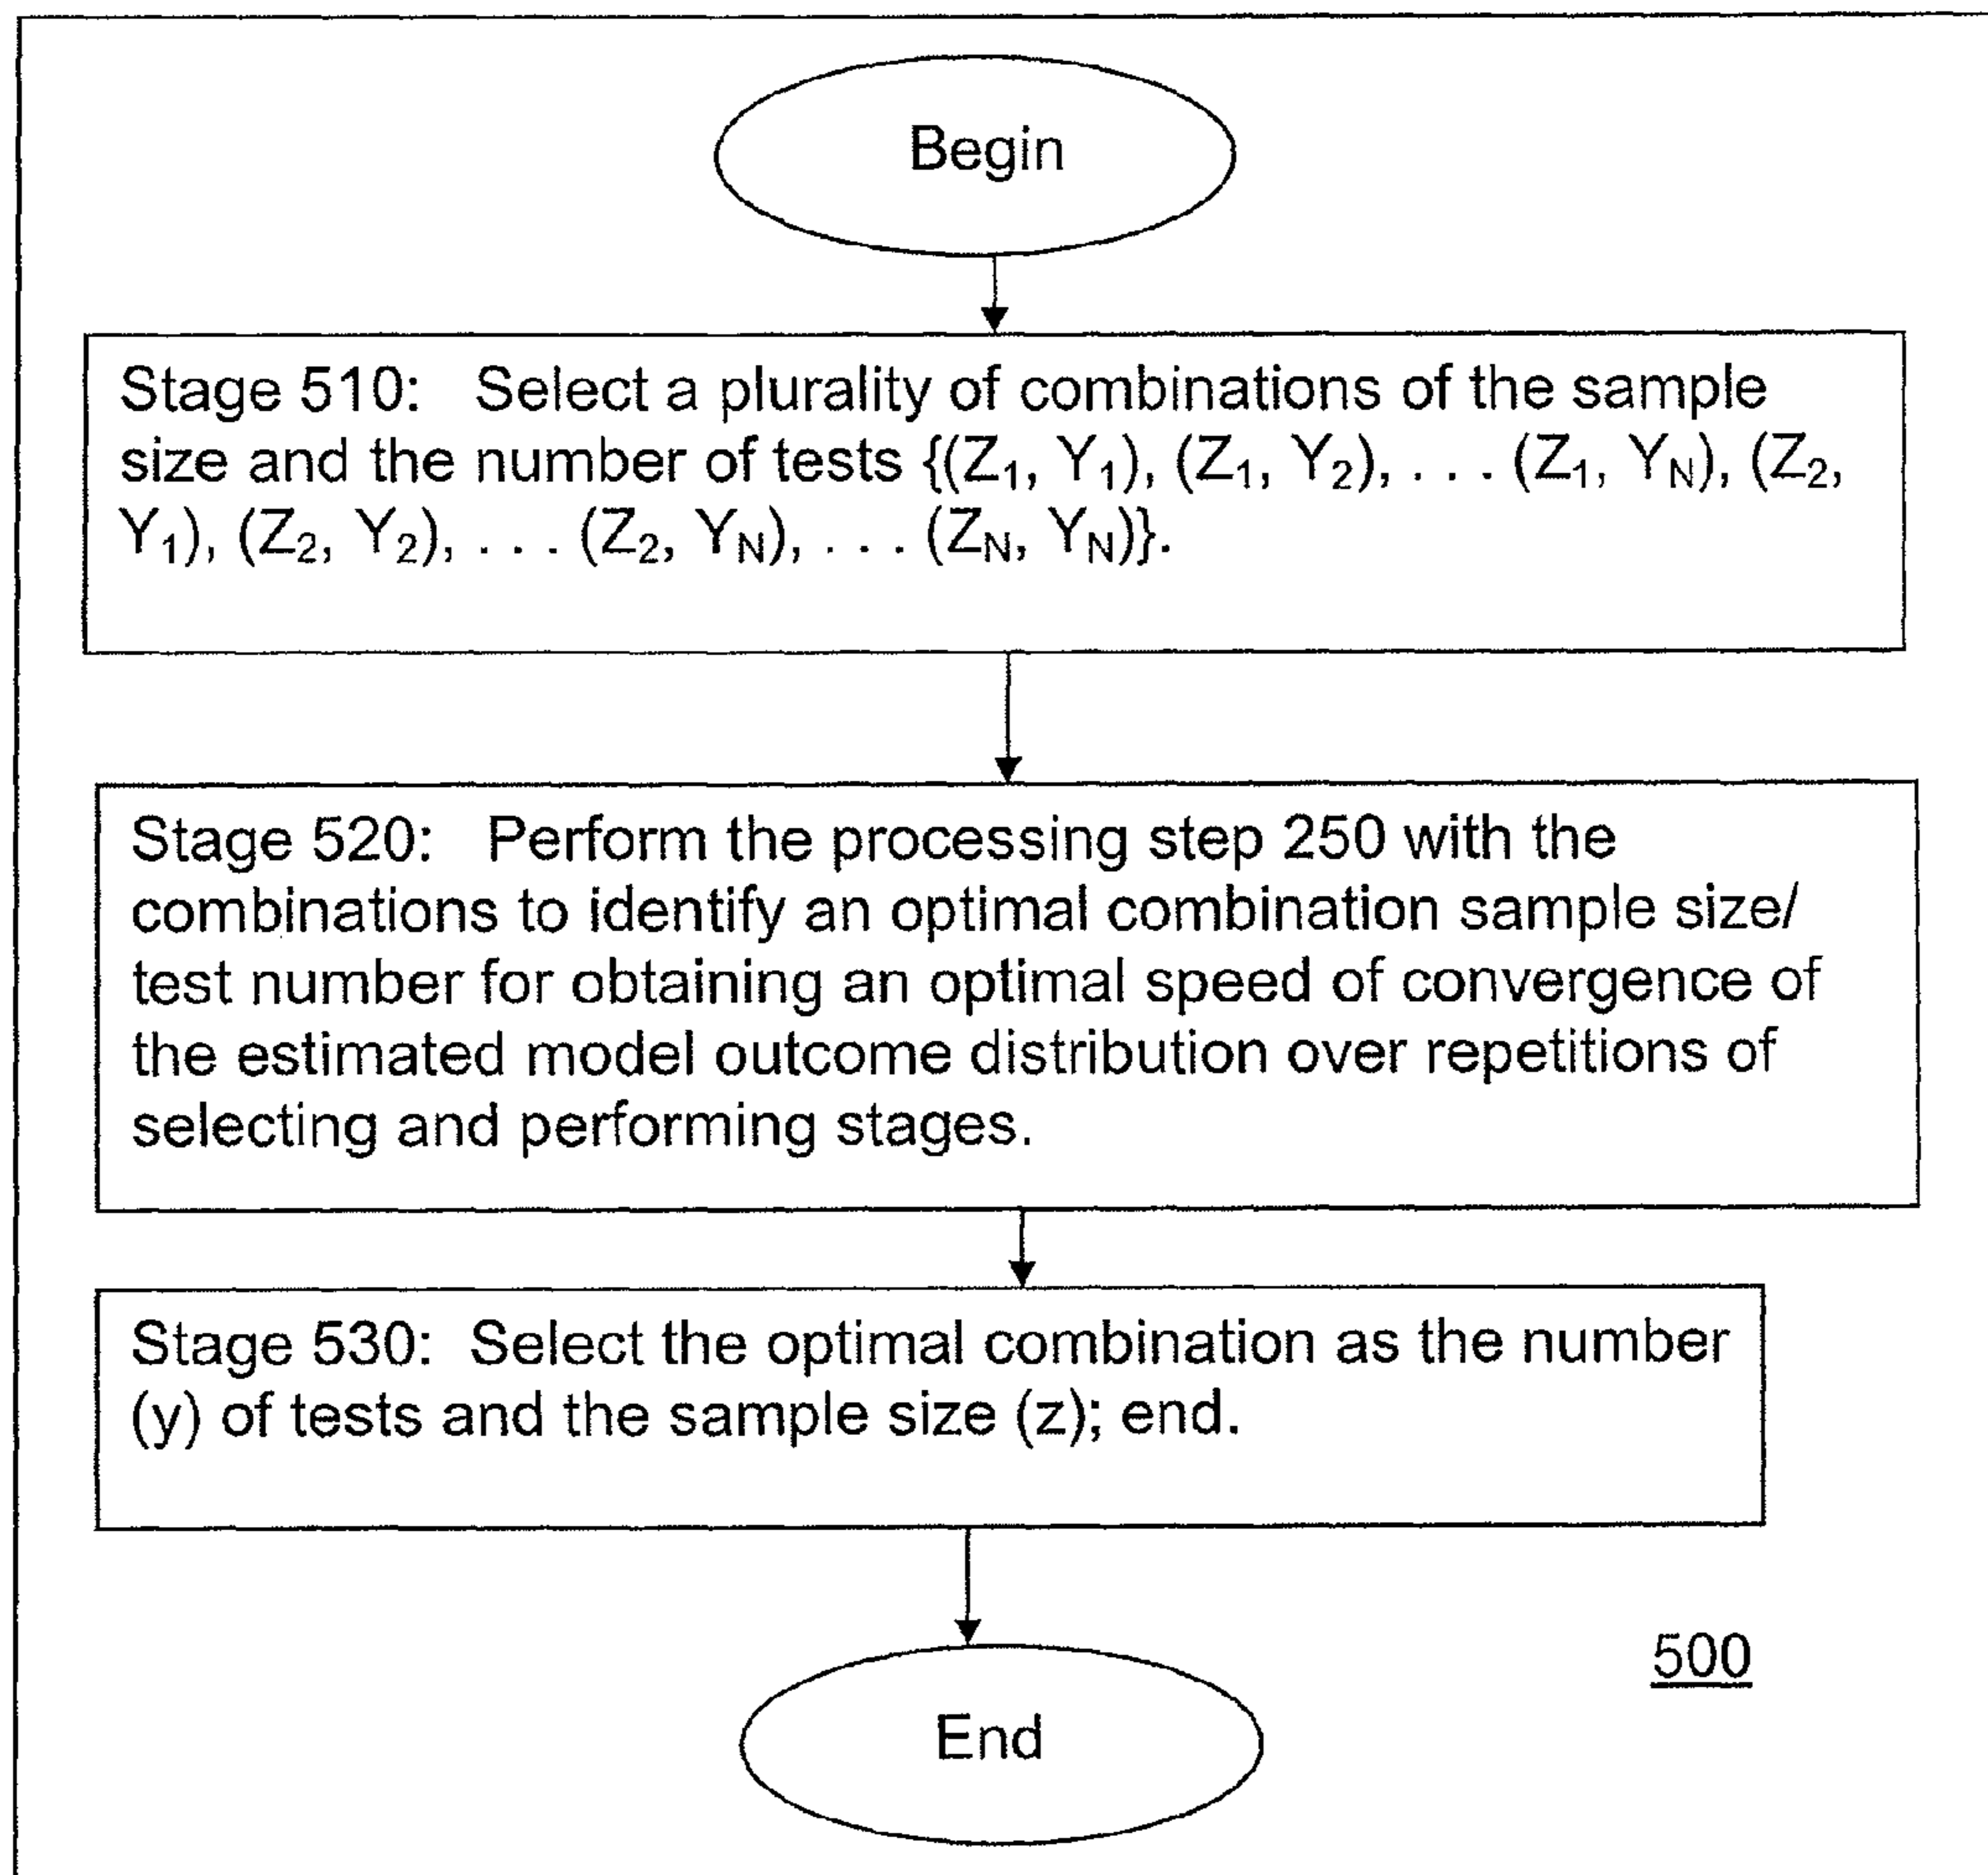 Begin
Stage 510: Select a plurality of combinations of the sample
size and the number of tests {(Z₁, Y₁), (Z₁, Y₂), . . . (Z₁, Y_N), (Z₂,
Y₁), (Z₂, Y₂), . . . (Z₂, Y_N), . . . (Z_N, Y_N)}.
Stage 520: Perform the processing step 250 with the
combinations to identify an optimal combination sample size/
test number for obtaining an optimal speed of convergence of
the estimated model outcome distribution over repetitions of
selecting and performing stages.
Stage 530: Select the optimal combination as the number
(y) of tests and the sample size (z); end.
500
End